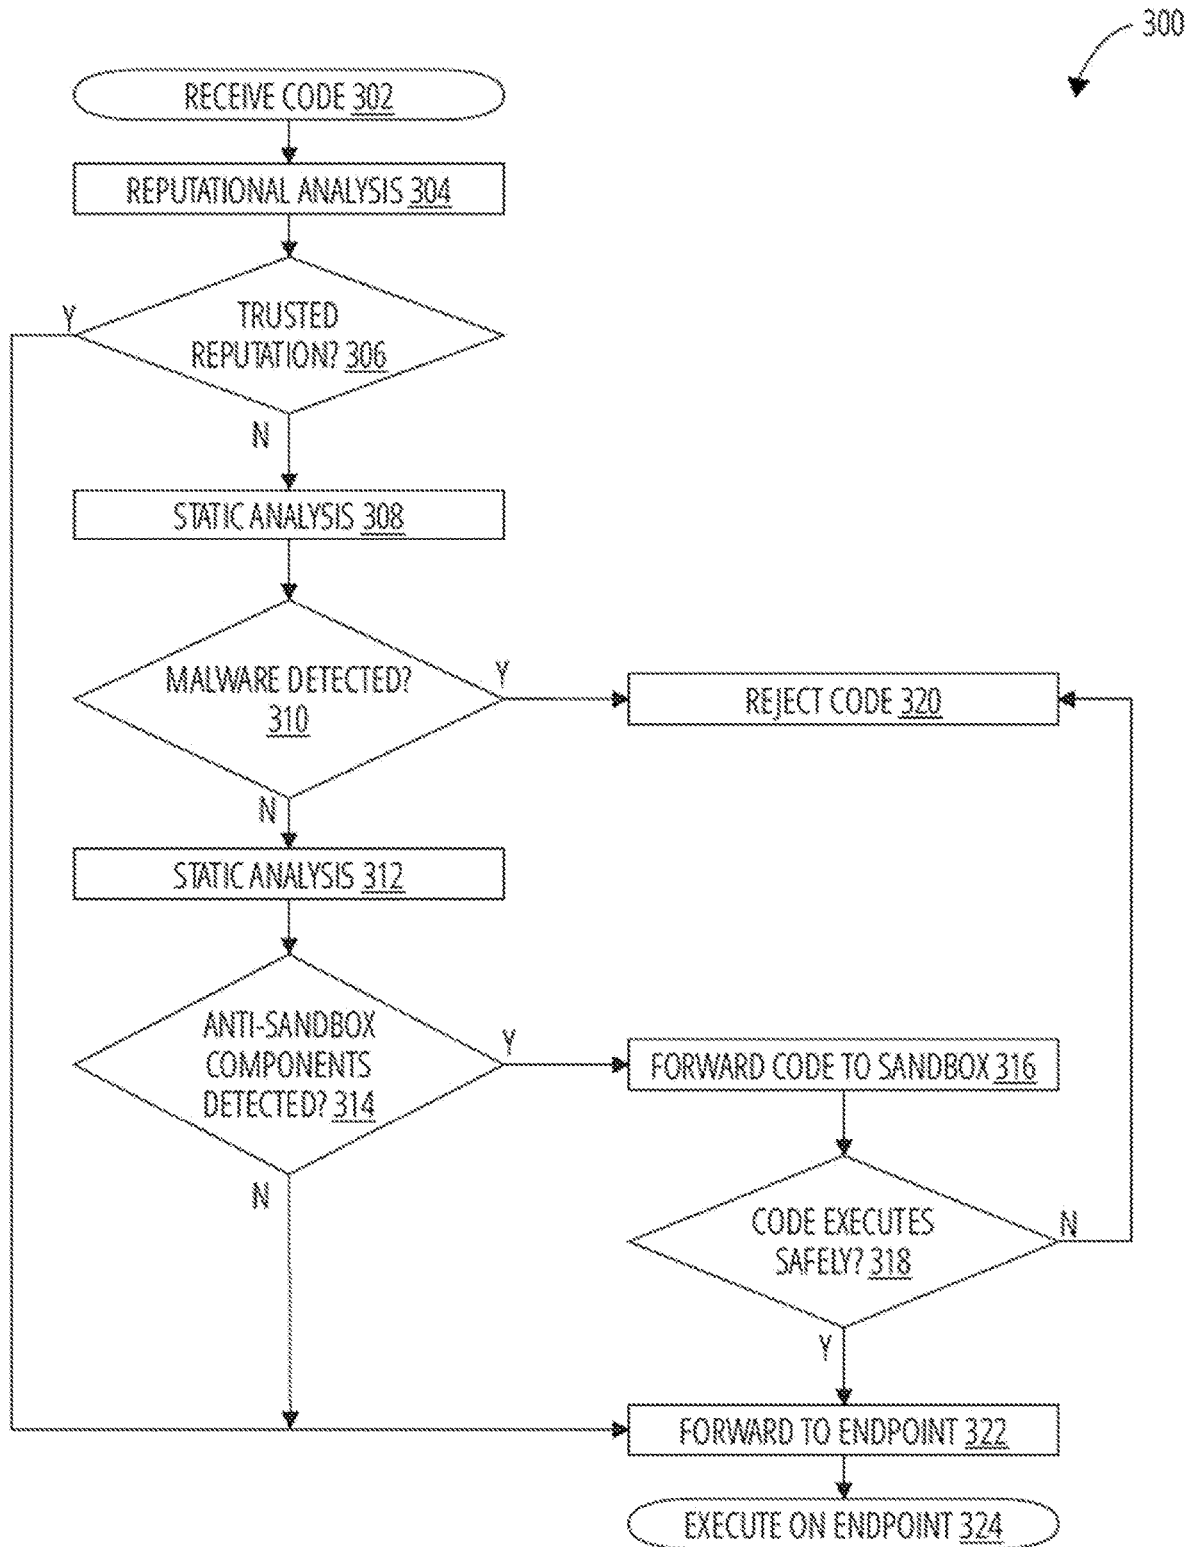 300
RECEIVE CODE 302
REPUTATIONAL ANALYSIS 304
Y
TRUSTED
REPUTATION? 306
N
STATIC ANALYSIS 308
MALWARE DETECTED?
310
Y
REJECT CODE 320
N
STATIC ANALYSIS 312
ANTI-SANDBOX
COMPONENTS
DETECTED? 314
Y
FORWARD CODE TO SANDBOX 316
N
CODE EXECUTES
SAFELY? 318
N
Y
FORWARD TO ENDPOINT 322
EXECUTE ON ENDPOINT 324